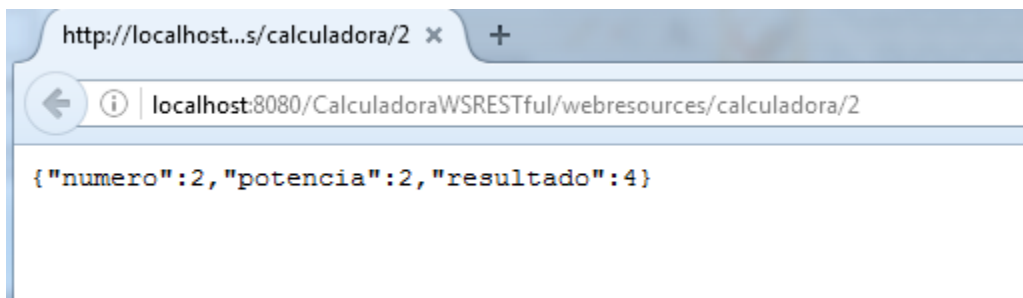 http://localhost...s/calculadora/2
localhost:8080/CalculadoraWSRESTful/webresources/calculadora/2
{"numero":2,"potencia":2,"resultado":4}